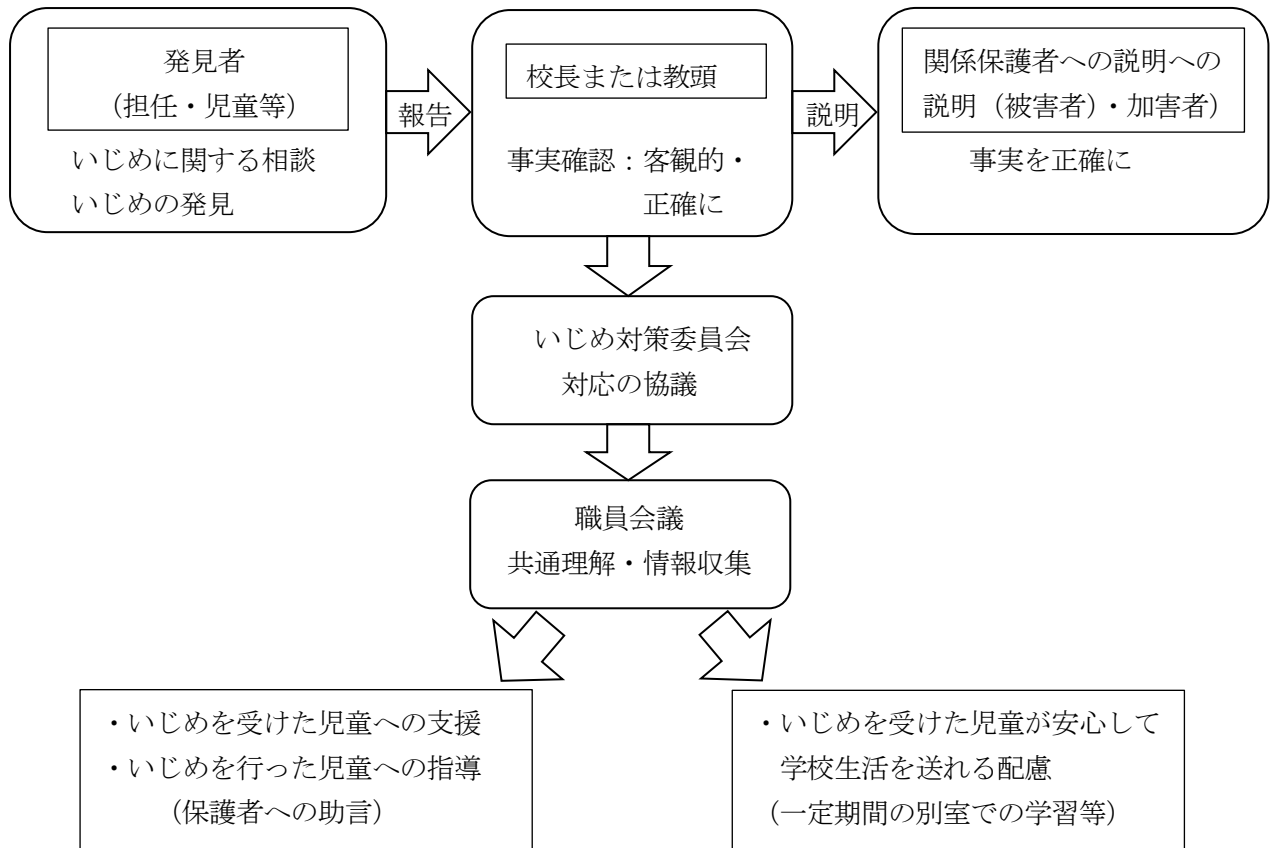 発見者
（担任・児童等）
いじめに関する相談
いじめの発見
報告
校長または教頭
事実確認：客観的・
正確に
説明
関係保護者への説明への
説明（被害者）・加害者）
事実を正確に
いじめ対策委員会
対応の協議
職員会議
共通理解・情報収集
・いじめを受けた児童への支援
・いじめを行った児童への指導
（保護者への助言）
・いじめを受けた児童が安心して
学校生活を送れる配慮
（一定期間の別室での学習等）